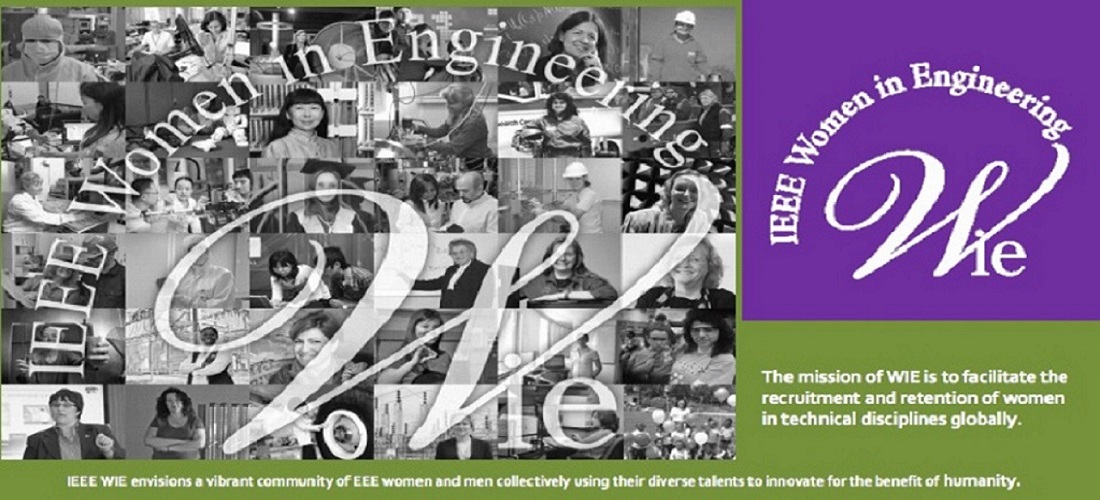 IEEE Women in Engineering
Wie
IEEE Women in Engineering
Wie
The mission of WIE is to facilitate the
recruitment and retention of women
in technical disciplines globally.
IEEE WIE envisions a vibrant community of EEE women and men collectively using their diverse talents to innovate for the benefit of humanity.